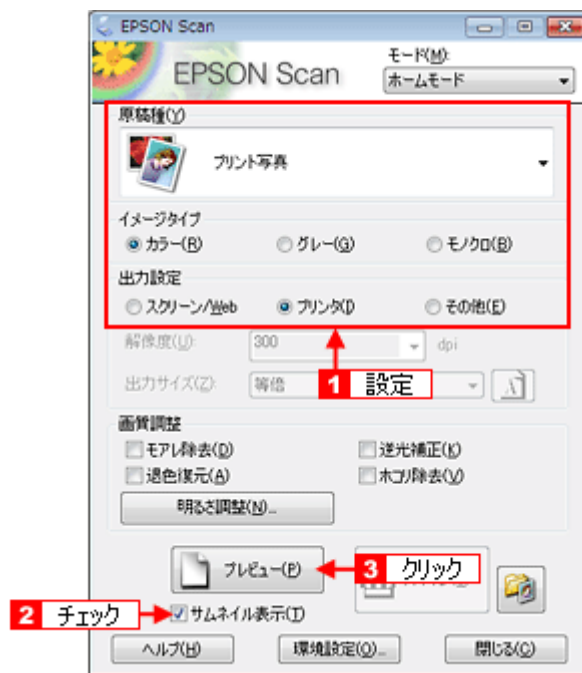 EPSON Scan
EPSON Scan
モード(M):
ホームモード
原稿種(Y)
プリント写真
イメージタイプ
カラー(R) グレー(G) モノクロ(B)
出力設定
スクリーン/Web プリンタ(I) その他(E)
解像度(U): 300 dpi
1 設定
出力サイズ(Z): 等倍
画質調整
モアレ除去(D) 逆光補正(K)
退色復元(A) ホコリ除去(V)
明るさ調整(N)...
プレビュー(P) 3 クリック
2 チェック サムネイル表示(T)
ヘルプ(H) 環境設定(O)... 閉じる(C)